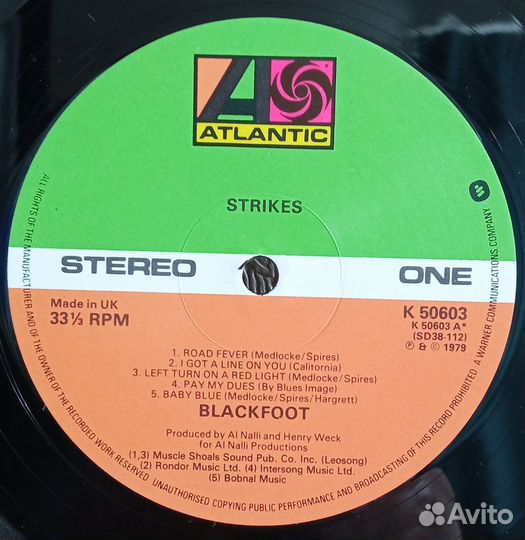 ATLANTIC
STRIKES
STEREO ONE
Made in UK
33⅓ RPM
K 50603
K 50603 A*
(SD38-112)
℗ & © 1979
1. ROAD FEVER (Medlocke/Spires)
2. I GOT A LINE ON YOU (Calitornia)
3. LEFT TURN ON A RED LIGHT (Medlocke/Spires)
4. PAY MY DUES (By Blues Image)
5. BABY BLUE (Medlocke/Spires/Hargrett)
BLACKFOOT
Produced by Al Nalli and Henry Weck
for Al Nalli Productions
(1,3) Muscle Shoals Sound Pub. Co. Inc. (Leosong)
(2) Rondor Music Ltd. (4) Intersong Music Ltd.
(5) Bobnal Music
ALL RIGHTS OF THE MANUFACTURER AND OF THE OWNER OF THE RECORDED WORK RESERVED UNAUTHORISED COPYING PUBLIC PERFORMANCE AND BROADCASTING OF THIS RECORD PROHIBITED A WARNER COMMUNICATIONS COMPANY
Avito